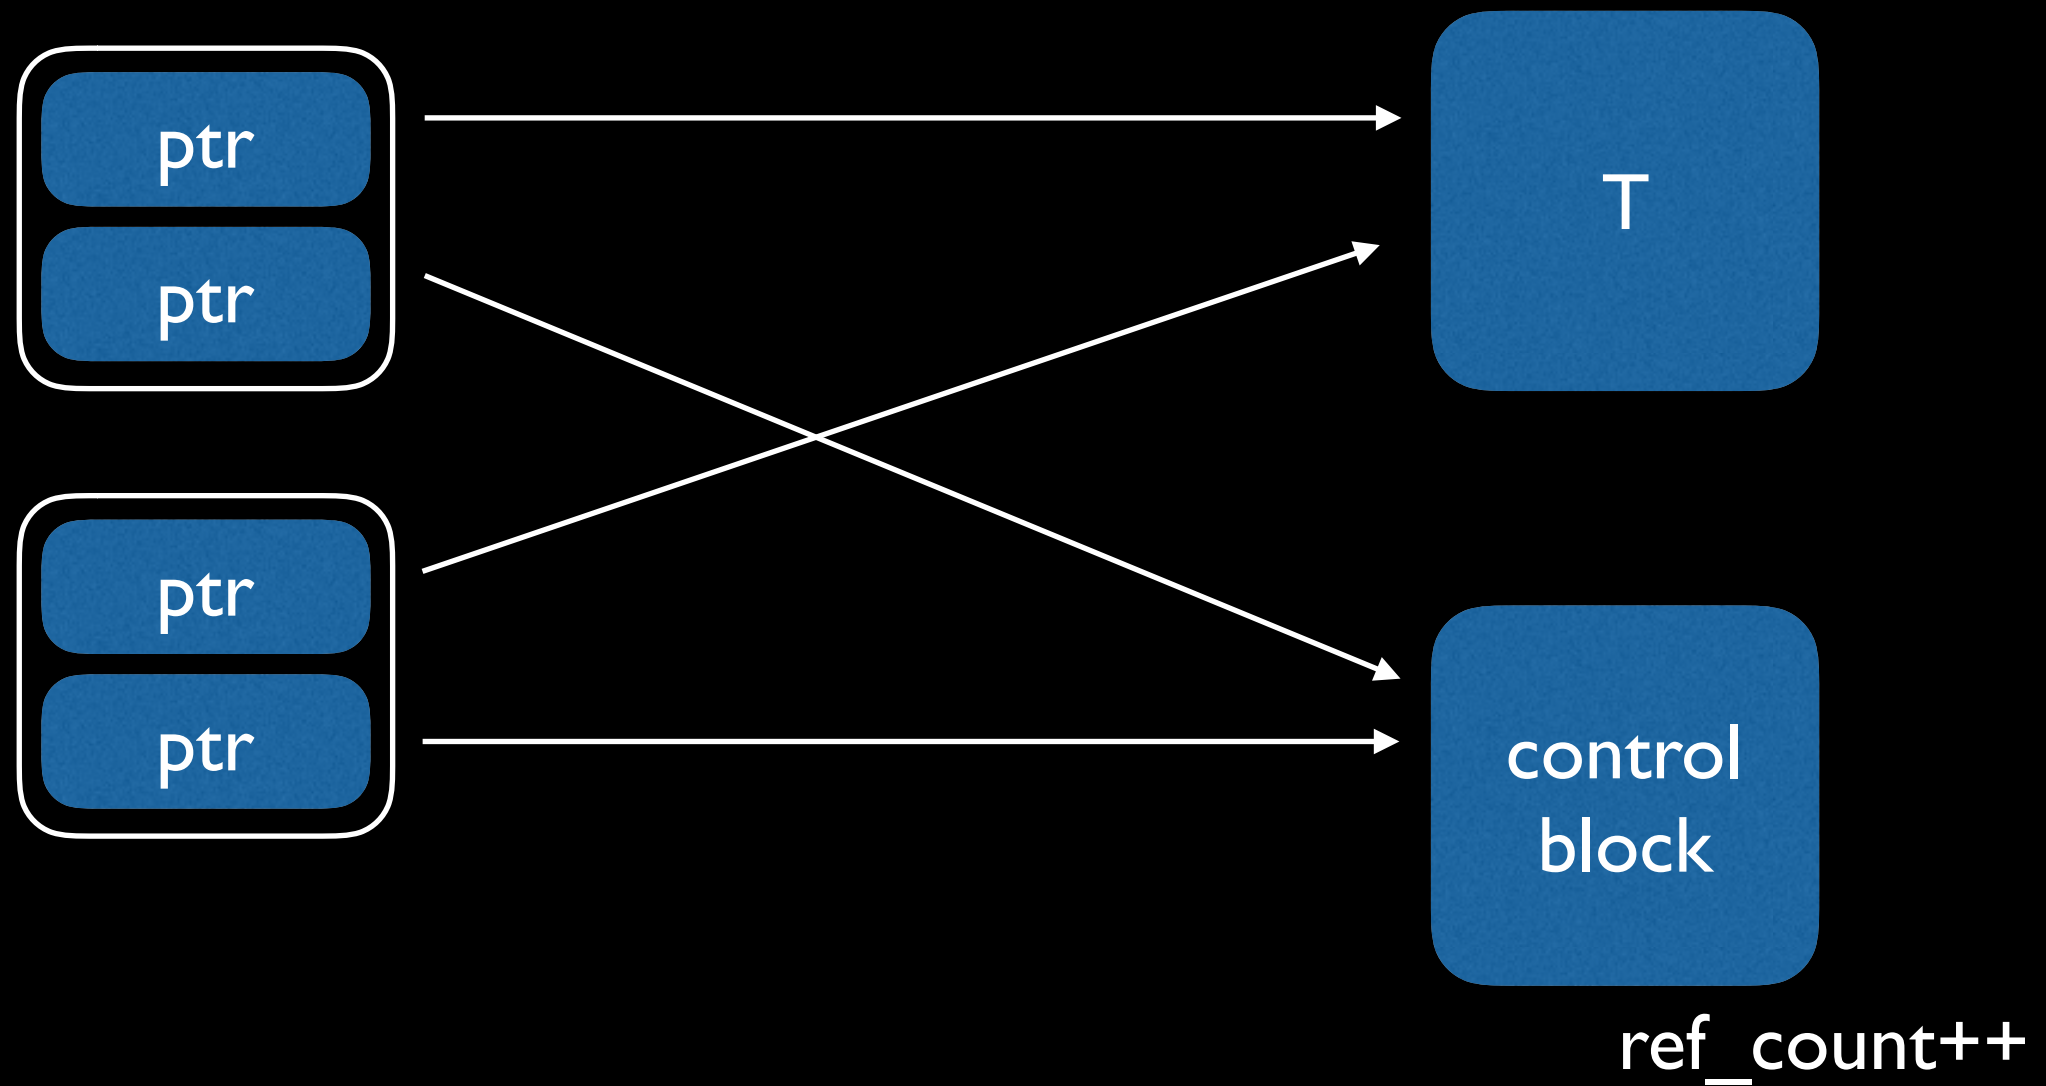 ptr
ptr
ptr
ptr
T
control
block
ref_count++